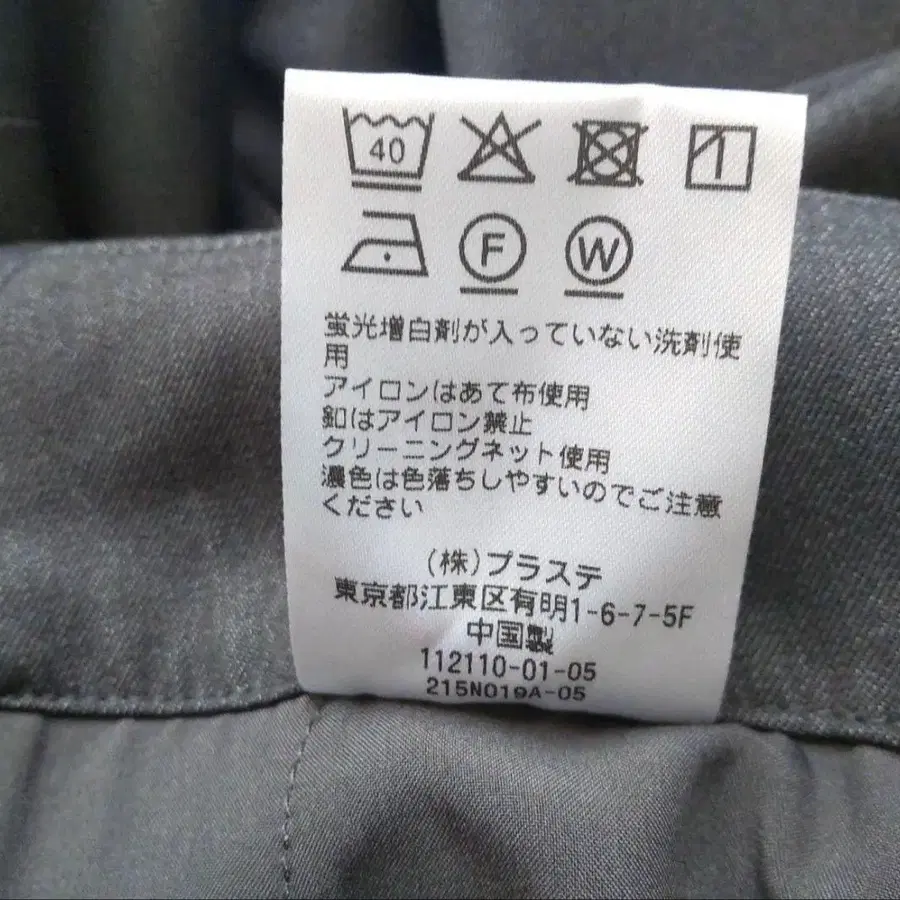 40
F W
蛍光増白剤が入っていない洗剤使
用
アイロンはあて布使用
釦はアイロン禁止
クリーニングネット使用
濃色は色落ちしやすいのでご注意
ください
(株)プラステ
東京都江東区有明1-6-7-5F
中国製
112110-01-05
215N019A-05